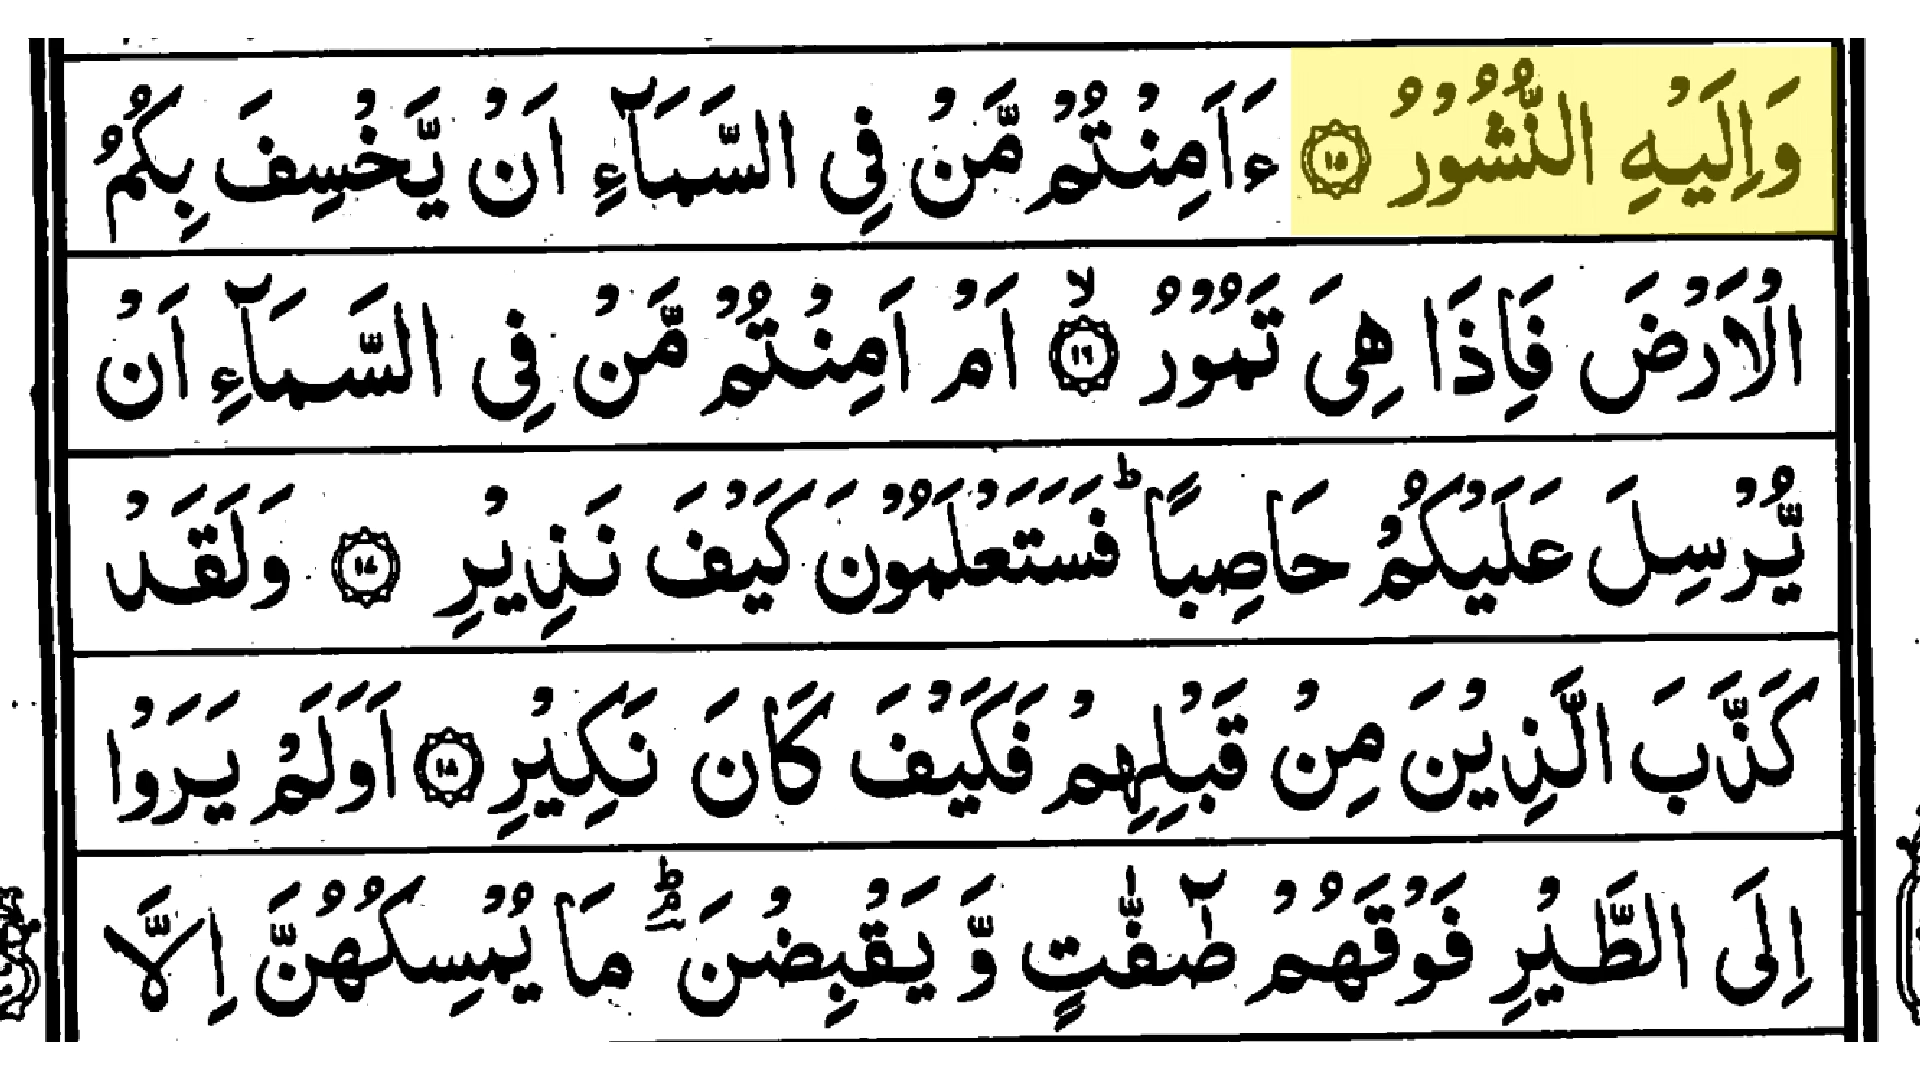 وَاِلَيْهِ النُّشُوْرُ ۝۱۵ ءَاَمِنْتُمْ مَّنْ فِى السَّمَآءِ اَنْ يَّخْسِفَ بِكُمُ
الْاَرْضَ فَاِذَا هِىَ تَمُوْرُ ۝۱۶ۙ اَمْ اَمِنْتُمْ مَّنْ فِى السَّمَآءِ اَنْ
يُّرْسِلَ عَلَيْكُمْ حَاصِبًا ؕ فَسَتَعْلَمُوْنَ كَيْفَ نَذِيْرِ ۝۱۷ وَلَقَدْ
كَذَّبَ الَّذِيْنَ مِنْ قَبْلِهِمْ فَكَيْفَ كَانَ نَكِيْرِ ۝۱۸ اَوَلَمْ يَرَوْا
اِلَى الطَّيْرِ فَوْقَهُمْ صٰٓفّٰتٍ وَّ يَقْبِضْنَ ؕ مَا يُمْسِكُهُنَّ اِلَّا